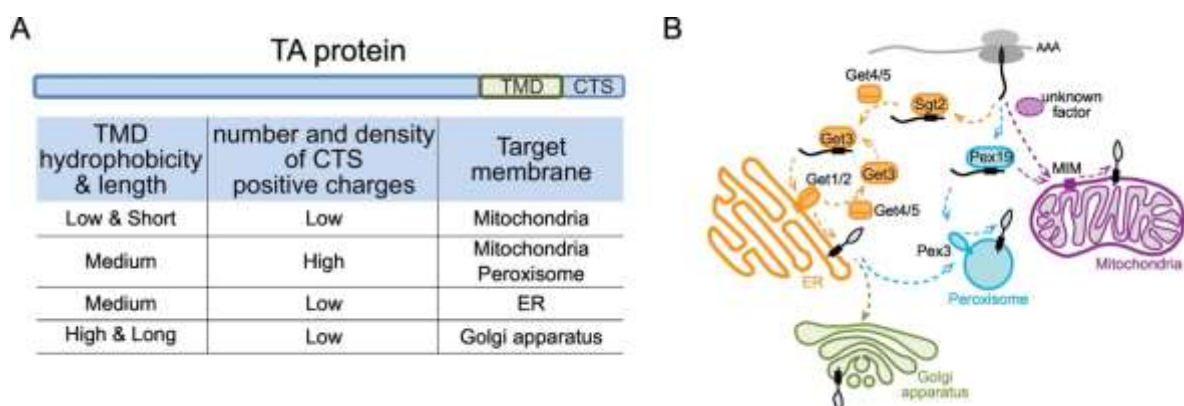 A
TA protein
TMD CTS
TMD hydrophobicity & length
number and density of CTS positive charges
Target membrane
Low & Short Low Mitochondria
Medium High Mitochondria Peroxisome
Medium Low ER
High & Long Low Golgi apparatus
B
AAA
Get4/5
Sgt2
unknown
factor
Get3
Pex19
MIM
Get1/2
Get3
Get4/5
Pex3
Mitochondria
ER
Peroxisome
Golgi
apparatus